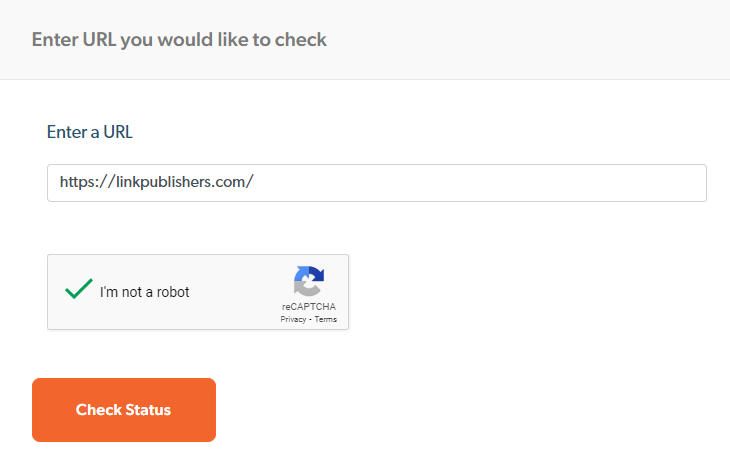 Enter URL you would like to check
Enter a URL
https://linkpublishers.com/
I'm not a robot
reCAPTCHA
Privacy - Terms
Check Status